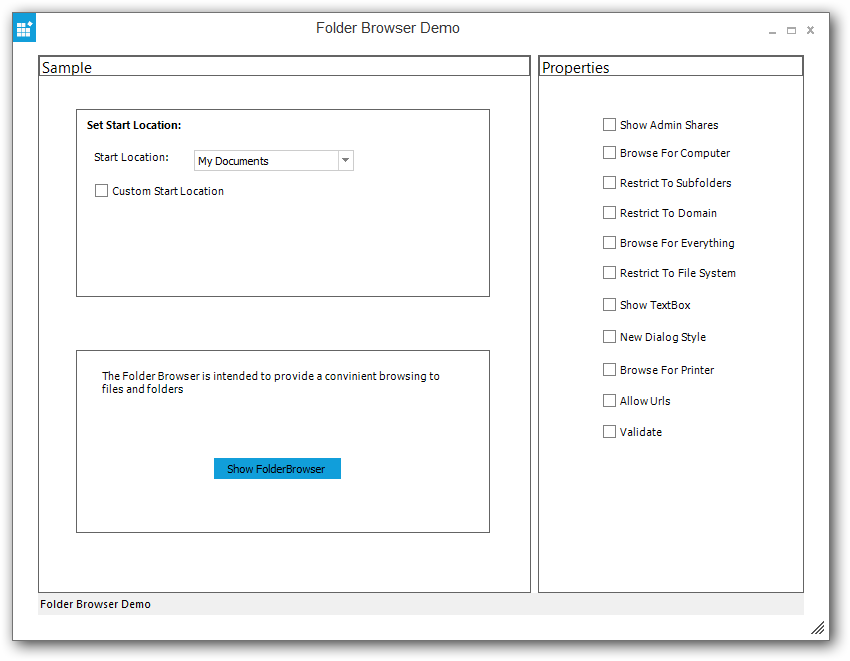 Folder Browser Demo
Sample
Set Start Location:
Start Location:
My Documents
Custom Start Location
The Folder Browser is intended to provide a convinient browsing to
files and folders
Show FolderBrowser
Properties
Show Admin Shares
Browse For Computer
Restrict To Subfolders
Restrict To Domain
Browse For Everything
Restrict To File System
Show TextBox
New Dialog Style
Browse For Printer
Allow Urls
Validate
Folder Browser Demo